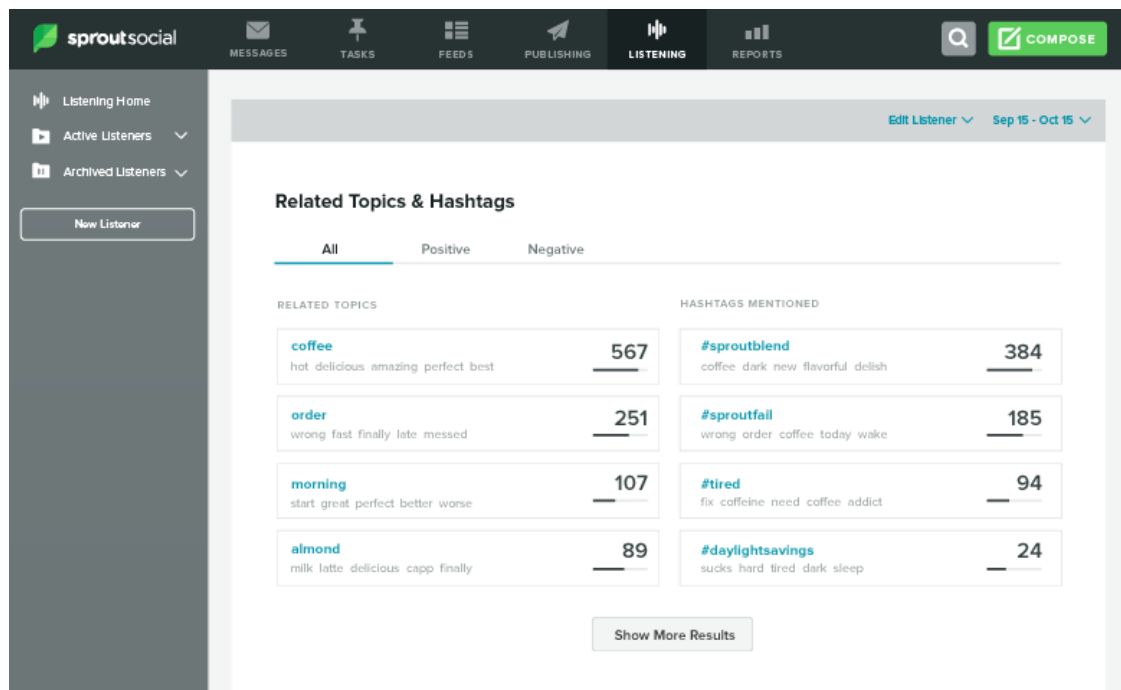 sproutsocial
MESSAGES
TASKS
FEEDS
PUBLISHING
LISTENING
REPORTS
COMPOSE
Listening Home
Active Listeners
Archived Listeners
New Listener
Edit Listener
Sep 15 - Oct 15
Related Topics & Hashtags
All
Positive
Negative
RELATED TOPICS
coffee
hot delicious amazing perfect best
567
order
wrong fast finally late messed
251
morning
start great perfect better worse
107
almond
milk latte delicious capp finally
89
HASHTAGS MENTIONED
#sproutblend
coffee dark new flavorful delish
384
#sproutfail
wrong order coffee today wake
185
#tired
fix coffeine need coffee addict
94
#daylightsavings
sucks hard tired dark sleep
24
Show More Results